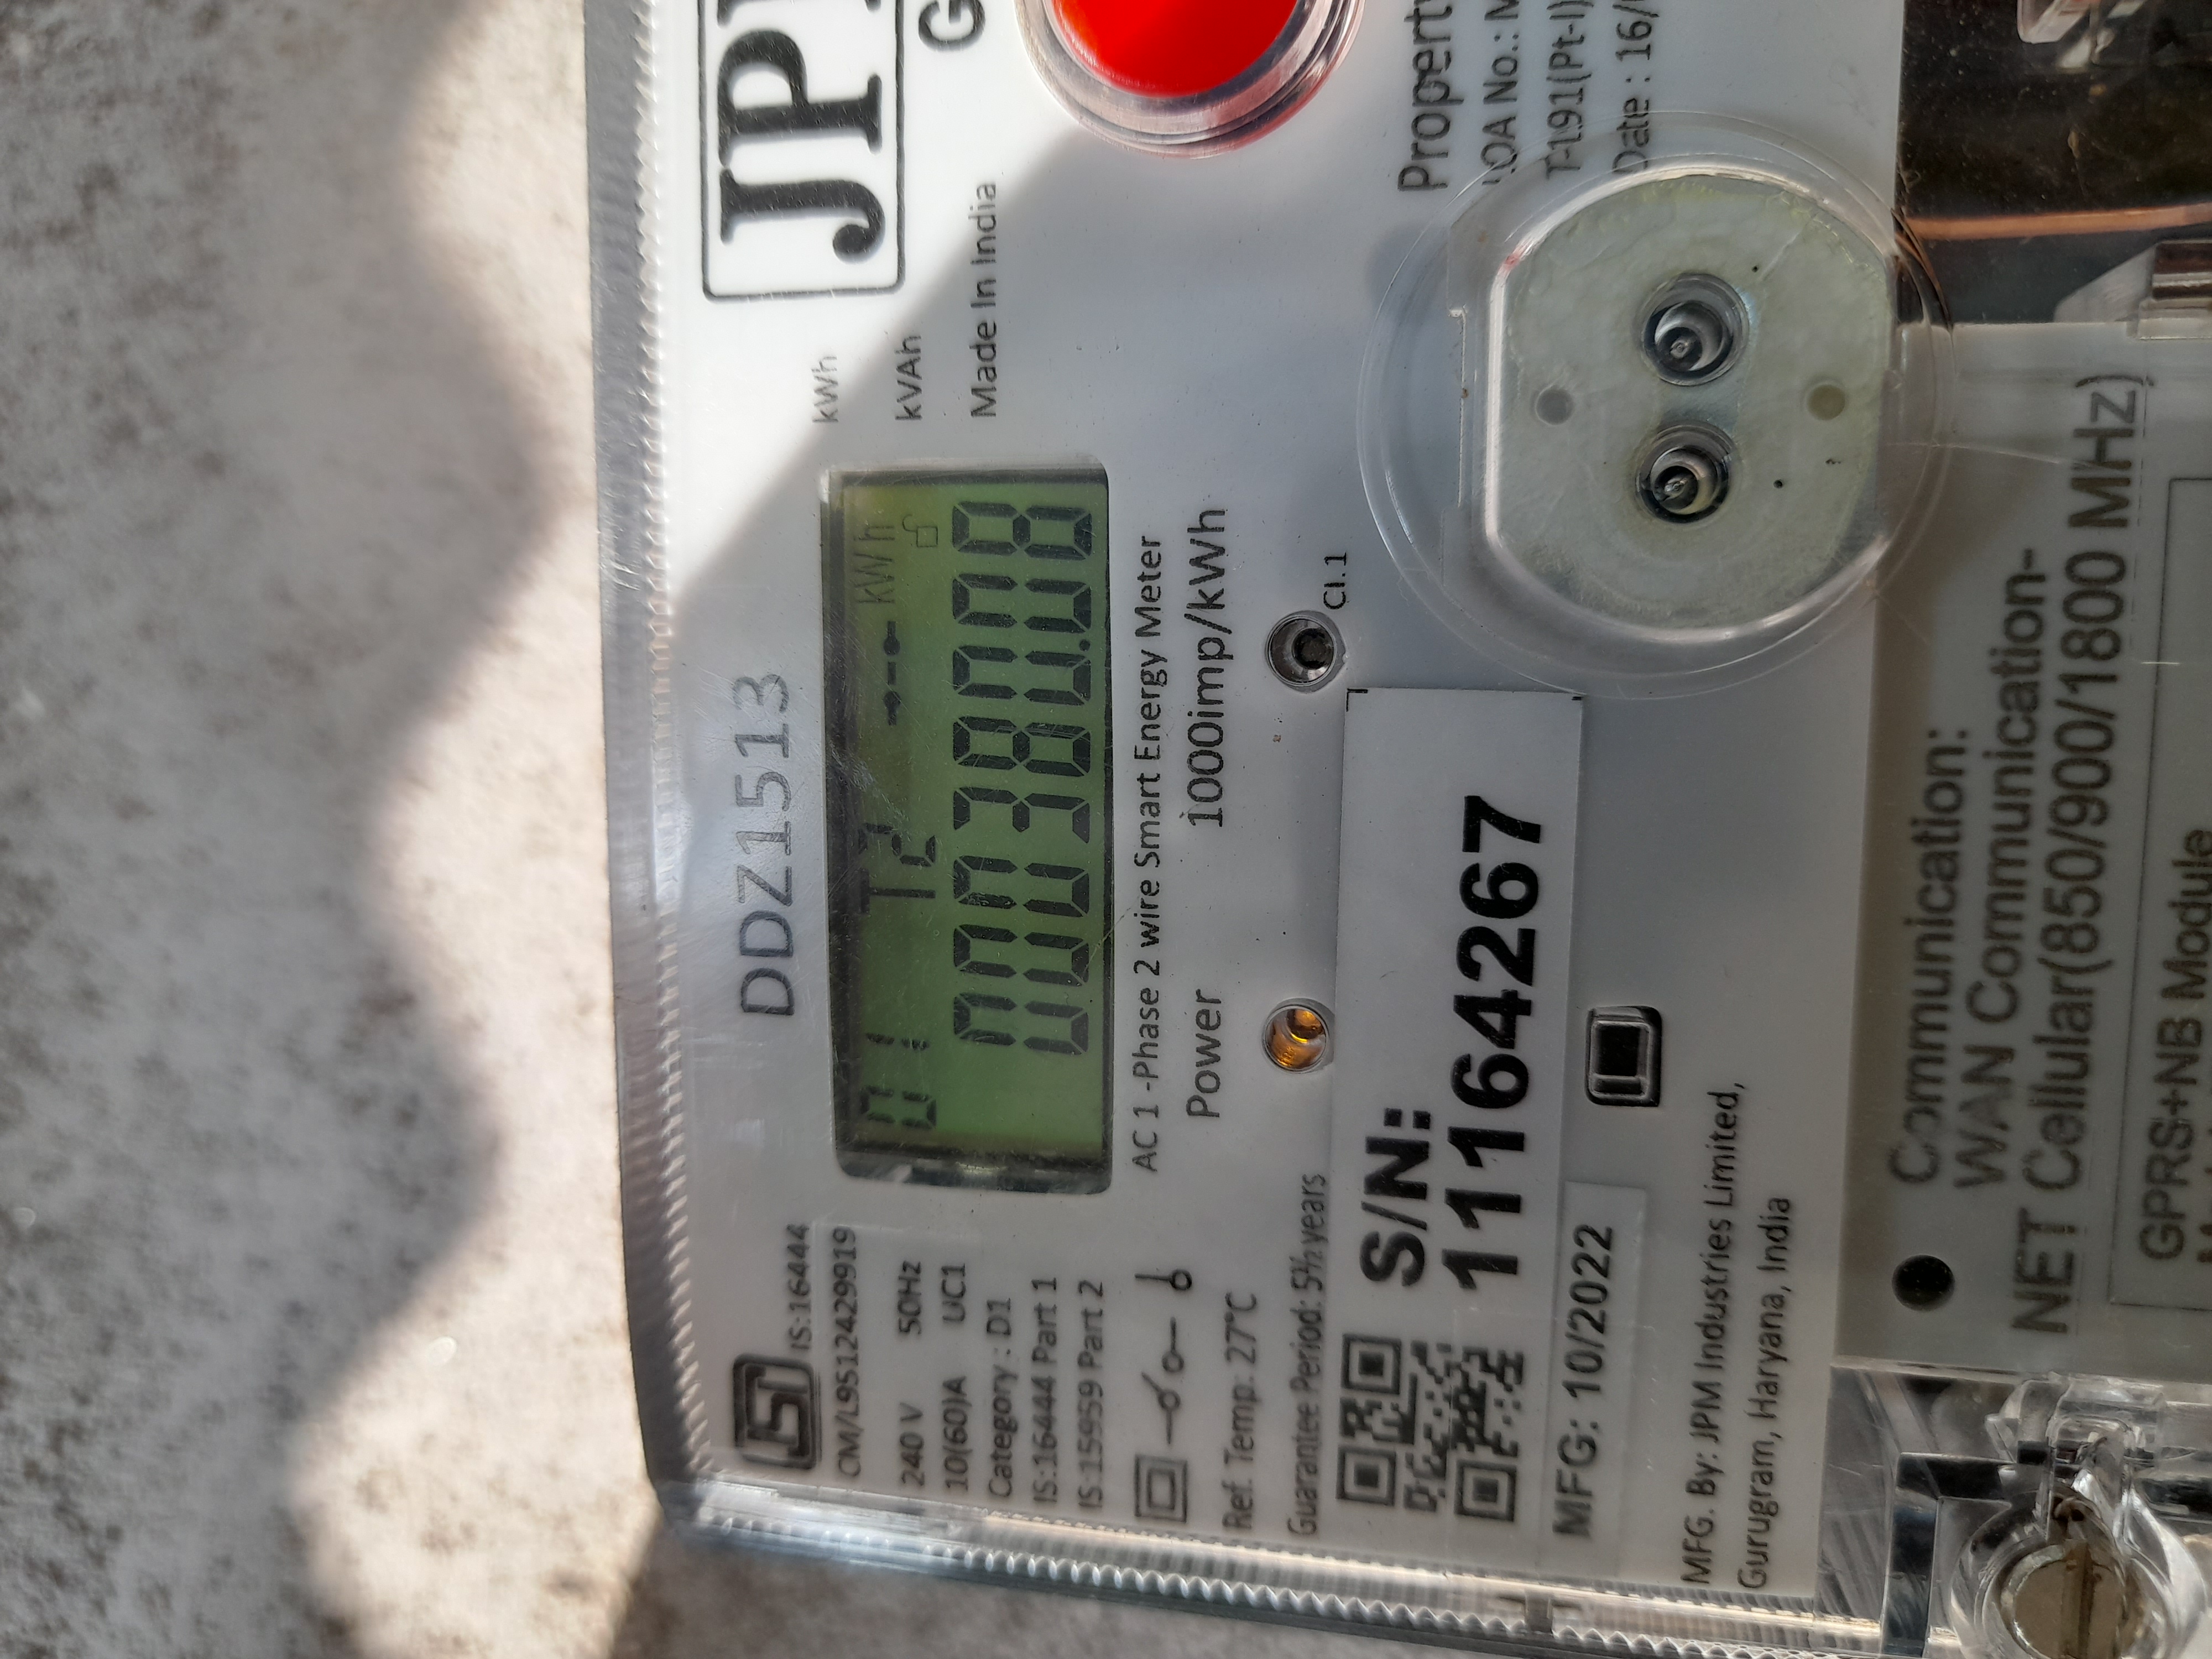 JP
G
kWh
kVAh
Made In India
DDZ1513
IS:16444
CM/L9512429919
240 V 50Hz
10(60)A UC1
Category : D1
IS:16444 Part 1
IS:15959 Part 2
01 T2 kWh
000380.08
AC 1 -Phase 2 wire Smart Energy Meter
Power 1000imp/kWh
Ref. Temp. 27°C
Guarantee Period: 5½ years
Cl.1
S/N:
11164267
MFG: 10/2022
MFG. By: JPM Industries Limited,
Gurugram, Haryana, India
Property
LOA No.:
Date : 16/
Communication:
WAN Communication-
NET Cellular(850/900/1800 MHz)
GPRS+NB Module